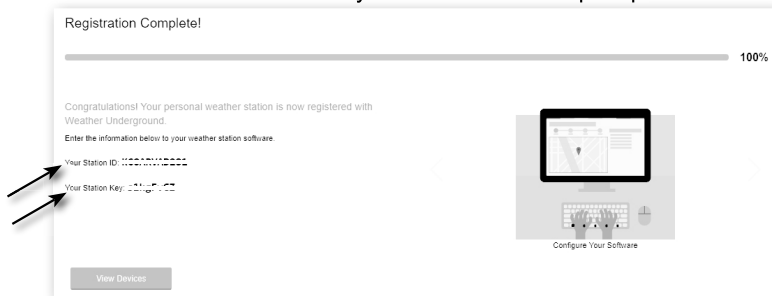 Registration Complete!
100%
Congratulations! Your personal weather station is now registered with
Weather Underground.
Enter the information below to your weather station software.
Your Station ID:
Your Station Key:
Configure Your Software
View Devices